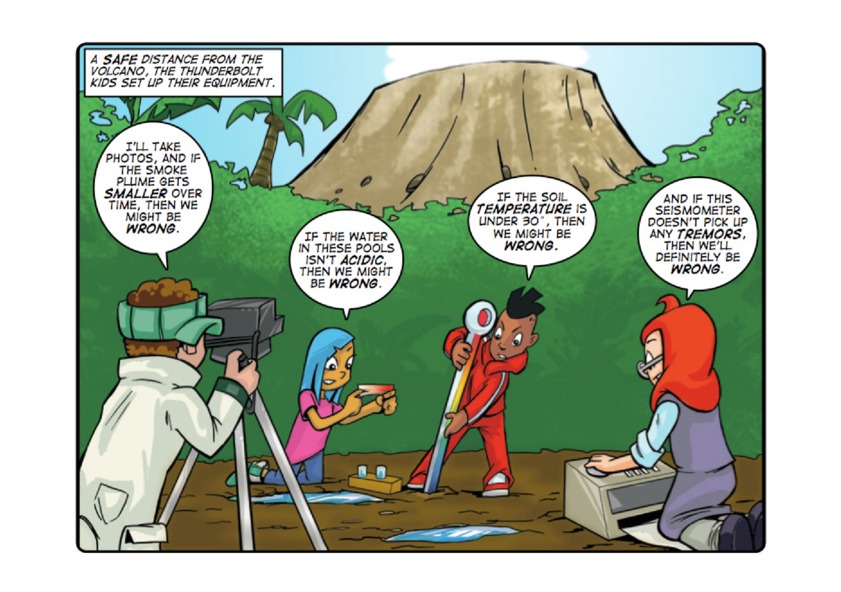 A SAFE DISTANCE FROM THE
VOLCANO, THE THUNDERBOLT
KIDS SET UP THEIR EQUIPMENT.
I'LL TAKE
PHOTOS, AND IF
THE SMOKE
PLUME GETS
SMALLER OVER
TIME, THEN WE
MIGHT BE
WRONG.
IF THE WATER
IN THESE POOLS
ISN'T ACIDIC,
THEN WE MIGHT
BE WRONG.
IF THE SOIL
TEMPERATURE IS
UNDER 30°, THEN
WE MIGHT BE
WRONG.
AND IF THIS
SEISMOMETER
DOESN'T PICK UP
ANY TREMORS,
THEN WE'LL
DEFINITELY BE
WRONG.